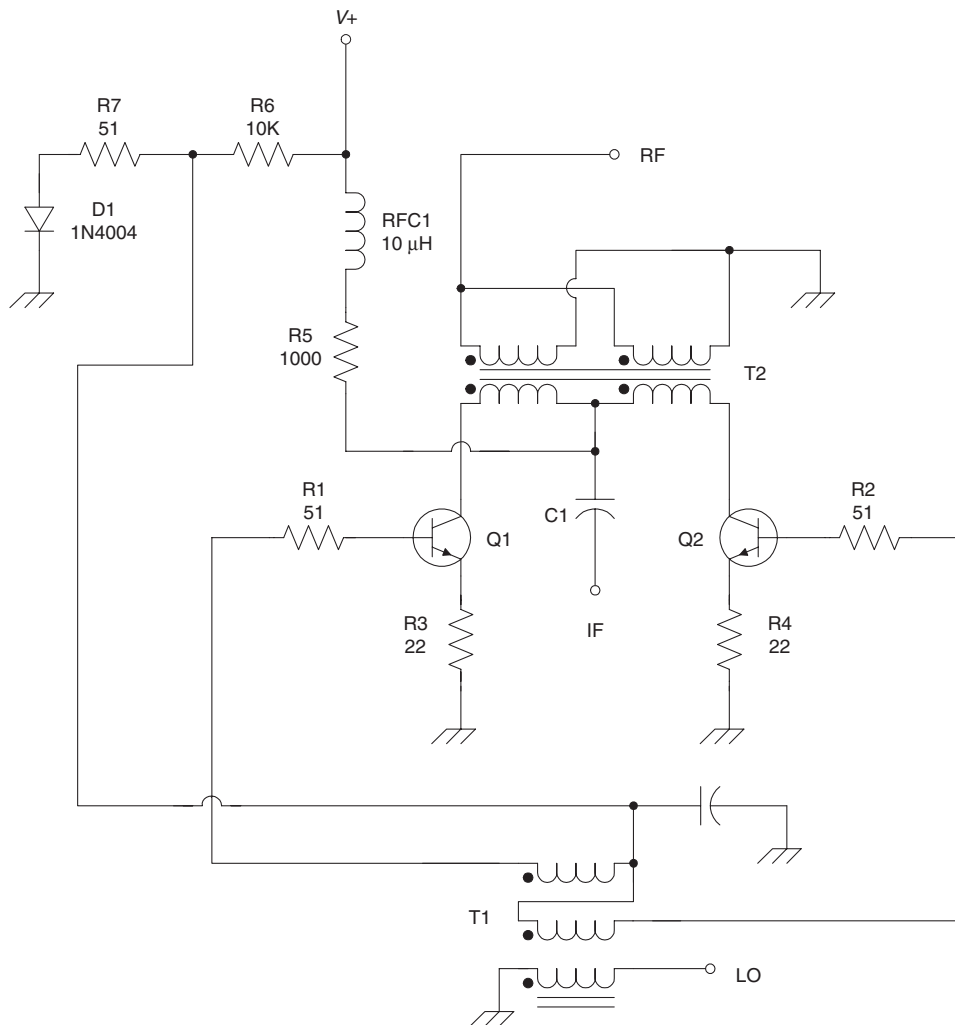 V+
R7
51
R6
10K
RF
D1
1N4004
RFC1
10 μH
R5
1000
T2
R1
51
C1
Q1
Q2
R2
51
R3
22
IF
R4
22
T1
LO